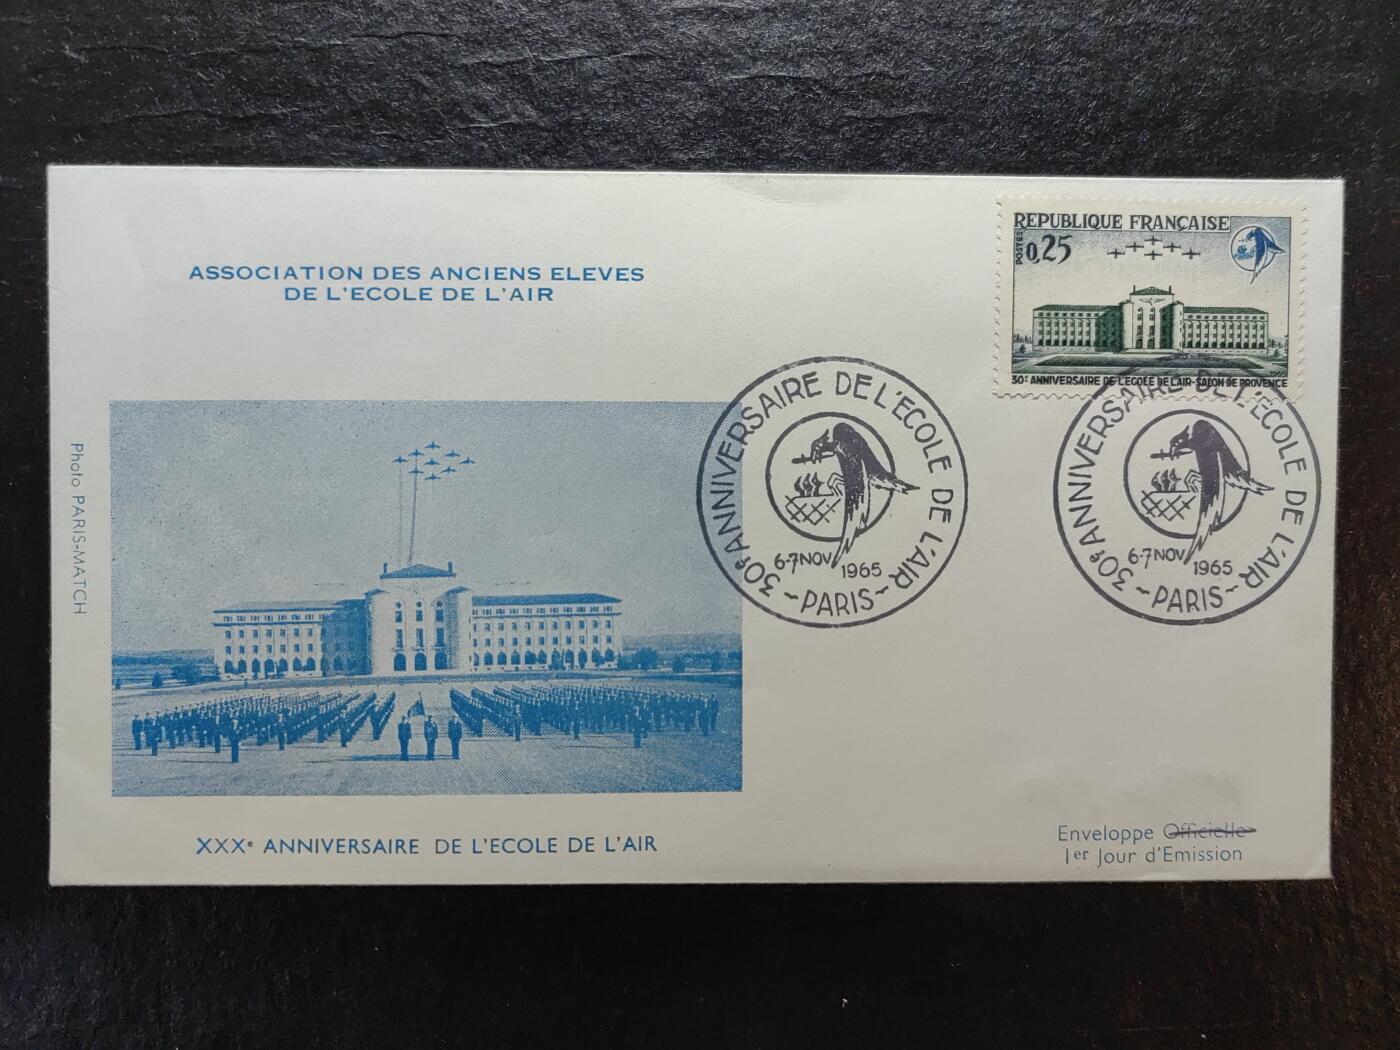 ASSOCIATION DES ANCIENS ELEVES
DE L'ECOLE DE L'AIR
REPUBLIQUE FRANÇAISE
POSTES
0,25
30E ANNIVERSAIRE DE L'ECOLE DE L'AIR-SALON DE PROVENCE
1965
Photo PARIS-MATCH
30e ANNIVERSAIRE DE L'ECOLE DE L'AIR
6-7 NOV 1965
~ PARIS ~
30e ANNIVERSAIRE DE L'ECOLE DE L'AIR
6-7 NOV 1965
~ PARIS ~
XXXe ANNIVERSAIRE DE L'ECOLE DE L'AIR
Enveloppe Officielle
1er Jour d'Emission